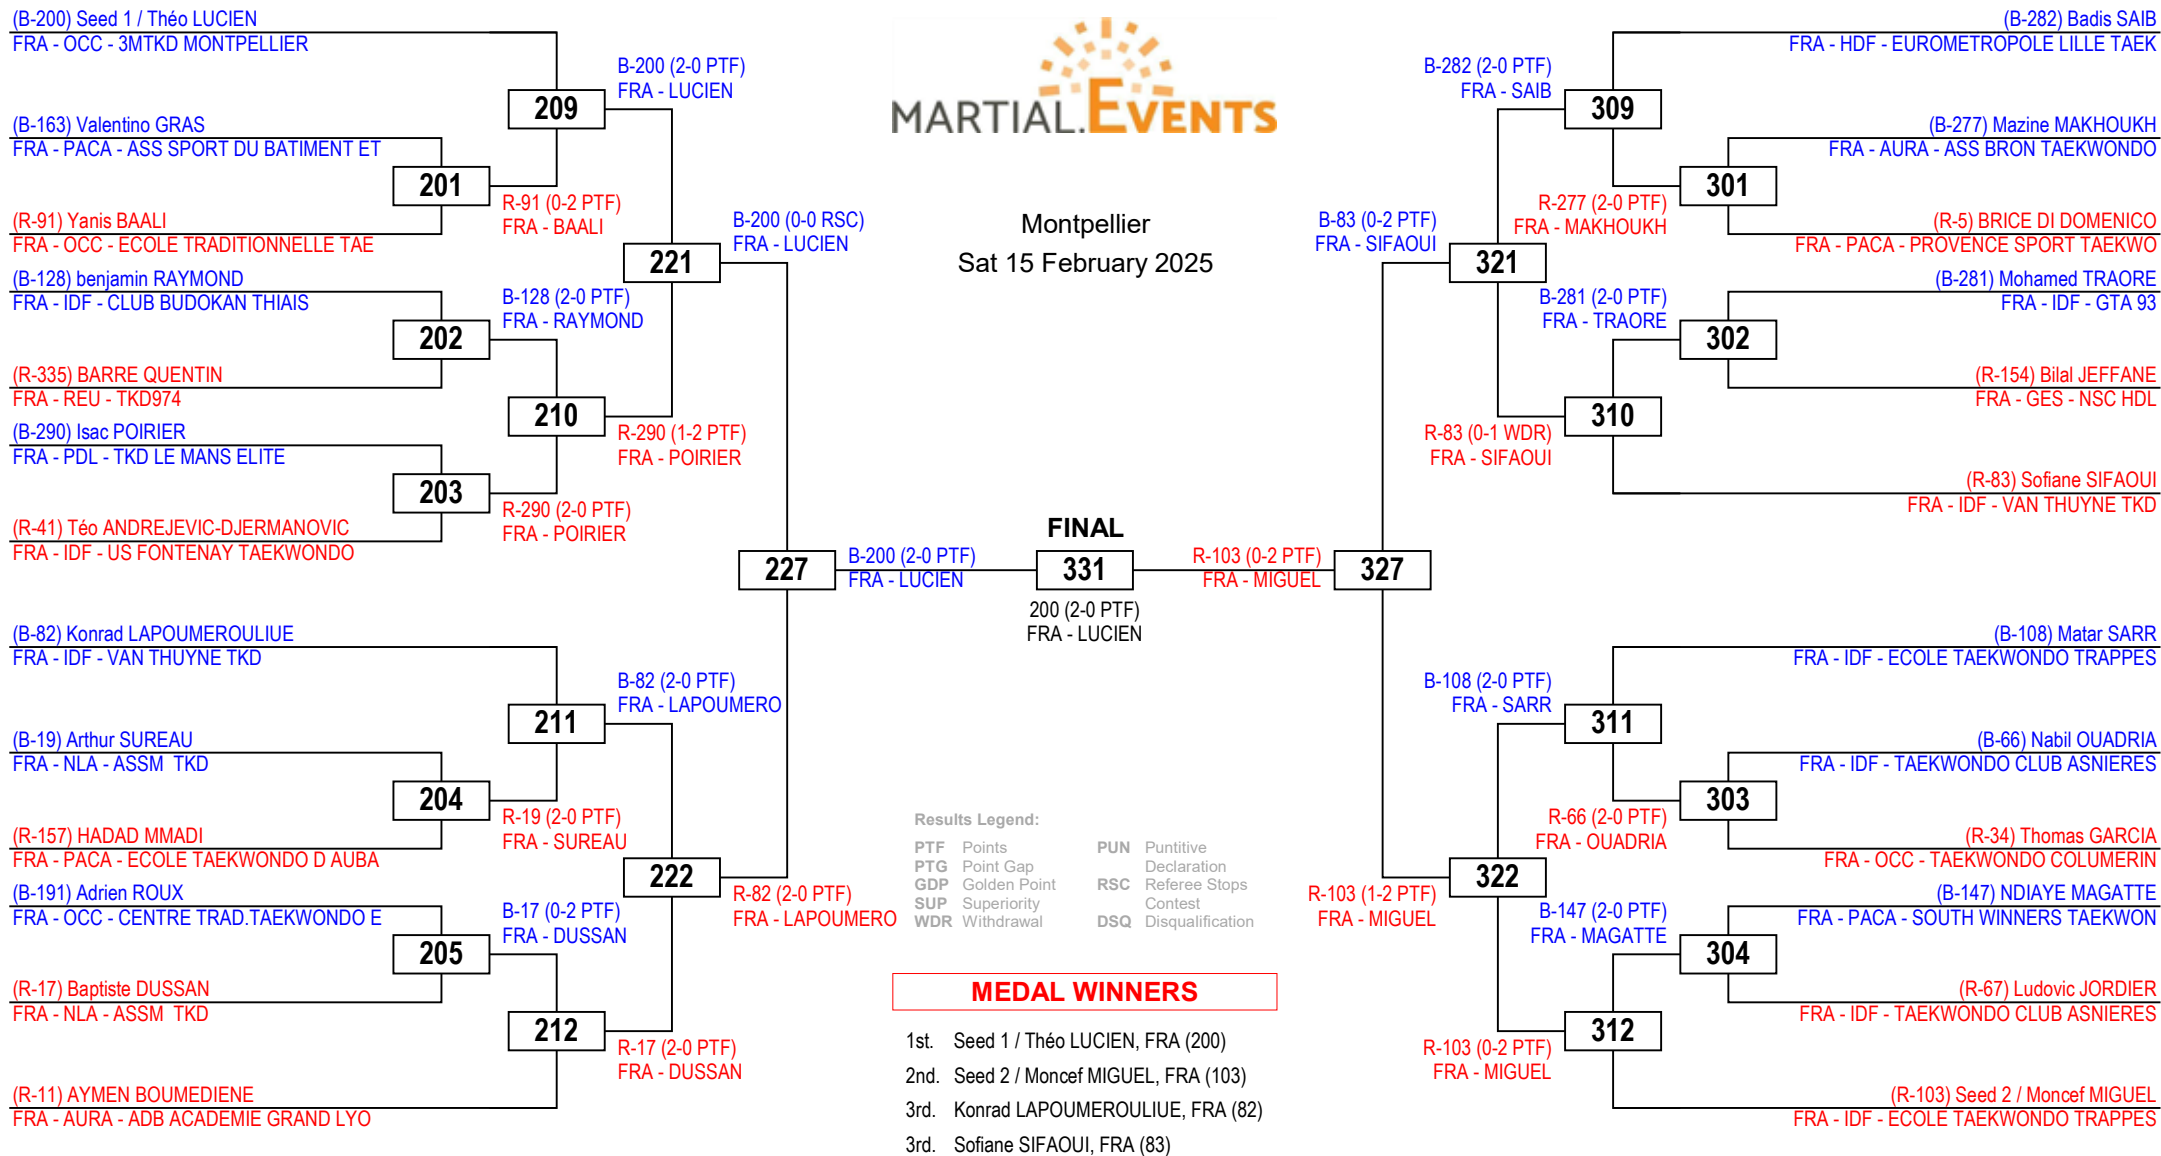 (B-200) Seed 1 / Théo LUCIEN
FRA - OCC - 3MTKD MONTPELLIER
(B-163) Valentino GRAS
FRA - PACA - ASS SPORT DU BATIMENT ET
(R-91) Yanis BAALI
FRA - OCC - ECOLE TRADITIONNELLE TAE
(B-128) benjamin RAYMOND
FRA - IDF - CLUB BUDOKAN THIAIS
(R-335) BARRE QUENTIN
FRA - REU - TKD974
(B-290) Isac POIRIER
FRA - PDL - TKD LE MANS ELITE
(R-41) Téo ANDREJEVIC-DJERMANOVIC
FRA - IDF - US FONTENAY TAEKWONDO
(B-82) Konrad LAPOUMEROULIUE
FRA - IDF - VAN THUYNE TKD
(B-19) Arthur SUREAU
FRA - NLA - ASSM  TKD
(R-157) HADAD MMADI
FRA - PACA - ECOLE TAEKWONDO D AUBA
(B-191) Adrien ROUX
FRA - OCC - CENTRE TRAD.TAEKWONDO E
(R-17) Baptiste DUSSAN
FRA - NLA - ASSM  TKD
(R-11) AYMEN BOUMEDIENE
FRA - AURA - ADB ACADEMIE GRAND LYO
201
R-91 (0-2 PTF)
FRA - BAALI
202
B-128 (2-0 PTF)
FRA - RAYMOND
203
R-290 (2-0 PTF)
FRA - POIRIER
204
R-19 (2-0 PTF)
FRA - SUREAU
205
B-17 (0-2 PTF)
FRA - DUSSAN
209
B-200 (2-0 PTF)
FRA - LUCIEN
210
R-290 (1-2 PTF)
FRA - POIRIER
211
B-82 (2-0 PTF)
FRA - LAPOUMERO
212
R-17 (2-0 PTF)
FRA - DUSSAN
221
B-200 (0-0 RSC)
FRA - LUCIEN
222
R-82 (2-0 PTF)
FRA - LAPOUMERO
227
B-200 (2-0 PTF)
FRA - LUCIEN
MARTIAL.EVENTS
Montpellier
Sat 15 February 2025
FINAL
331
200 (2-0 PTF)
FRA - LUCIEN
Results Legend:
PTF Points
PTG Point Gap
GDP Golden Point
SUP Superiority
WDR Withdrawal
PUN Puntitive
Declaration
RSC Referee Stops
Contest
DSQ Disqualification
MEDAL WINNERS
1st. Seed 1 / Théo LUCIEN, FRA (200)
2nd. Seed 2 / Moncef MIGUEL, FRA (103)
3rd. Konrad LAPOUMEROULIUE, FRA (82)
3rd. Sofiane SIFAOUI, FRA (83)
R-103 (0-2 PTF)
FRA - MIGUEL
327
B-83 (0-2 PTF)
FRA - SIFAOUI
321
R-103 (1-2 PTF)
FRA - MIGUEL
322
B-282 (2-0 PTF)
FRA - SAIB
309
R-83 (0-1 WDR)
FRA - SIFAOUI
310
B-108 (2-0 PTF)
FRA - SARR
311
R-103 (0-2 PTF)
FRA - MIGUEL
312
R-277 (2-0 PTF)
FRA - MAKHOUKH
301
B-281 (2-0 PTF)
FRA - TRAORE
302
R-66 (2-0 PTF)
FRA - OUADRIA
303
B-147 (2-0 PTF)
FRA - MAGATTE
304
(B-282) Badis SAIB
FRA - HDF - EUROMETROPOLE LILLE TAEK
(B-277) Mazine MAKHOUKH
FRA - AURA - ASS BRON TAEKWONDO
(R-5) BRICE DI DOMENICO
FRA - PACA - PROVENCE SPORT TAEKWO
(B-281) Mohamed TRAORE
FRA - IDF - GTA 93
(R-154) Bilal JEFFANE
FRA - GES - NSC HDL
(R-83) Sofiane SIFAOUI
FRA - IDF - VAN THUYNE TKD
(B-108) Matar SARR
FRA - IDF - ECOLE TAEKWONDO TRAPPES
(B-66) Nabil OUADRIA
FRA - IDF - TAEKWONDO CLUB ASNIERES
(R-34) Thomas GARCIA
FRA - OCC - TAEKWONDO COLUMERIN
(B-147) NDIAYE MAGATTE
FRA - PACA - SOUTH WINNERS TAEKWON
(R-67) Ludovic JORDIER
FRA - IDF - TAEKWONDO CLUB ASNIERES
(R-103) Seed 2 / Moncef MIGUEL
FRA - IDF - ECOLE TAEKWONDO TRAPPES